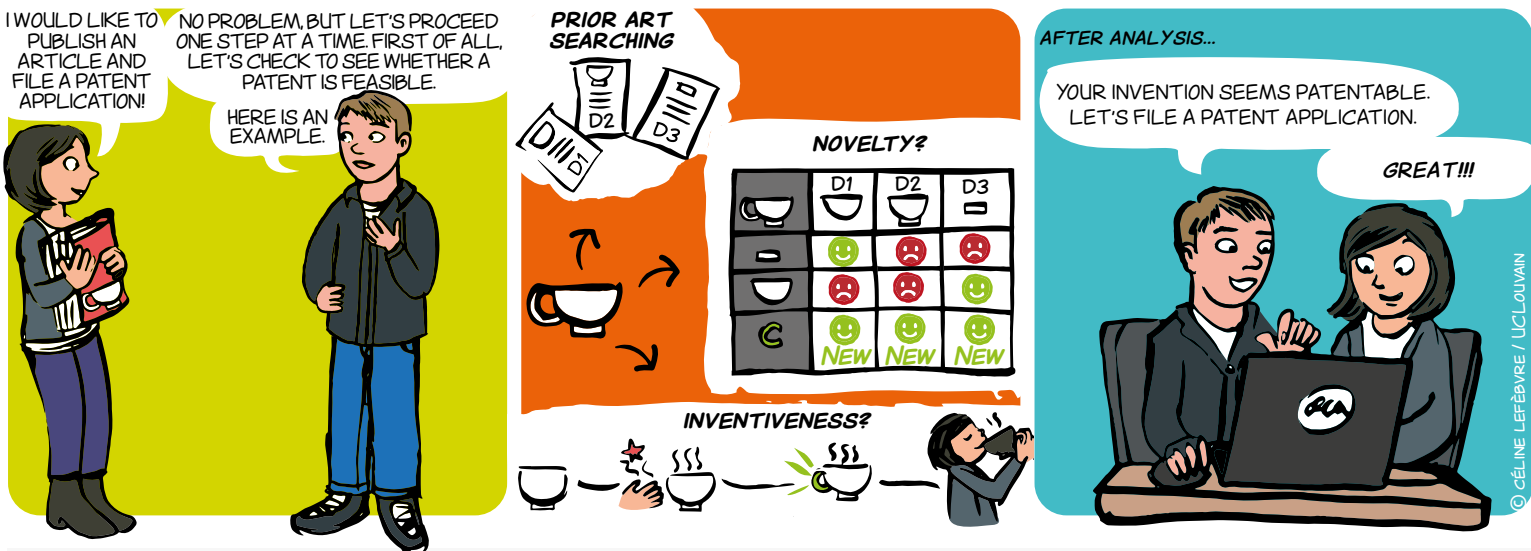 I WOULD LIKE TO
PUBLISH AN
ARTICLE AND
FILE A PATENT
APPLICATION!
NO PROBLEM, BUT LET'S PROCEED
ONE STEP AT A TIME. FIRST OF ALL,
LET'S CHECK TO SEE WHETHER A
PATENT IS FEASIBLE.
HERE IS AN
EXAMPLE.
PRIOR ART
SEARCHING
D1
D2
D3
NOVELTY?
D1 D2 D3
NEW NEW NEW
INVENTIVENESS?
AFTER ANALYSIS...
YOUR INVENTION SEEMS PATENTABLE.
LET'S FILE A PATENT APPLICATION.
GREAT!!!
© CÉLINE LEFÈBVRE / UCLOUVAIN